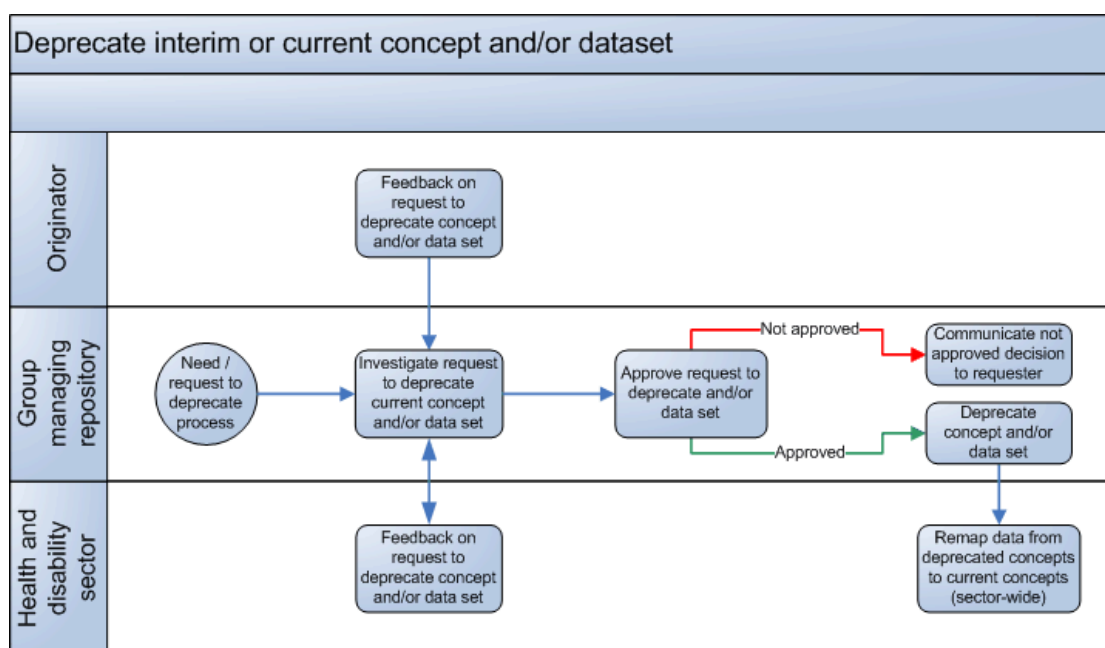 Deprecate interim or current concept and/or dataset
Originator
Feedback on
request to
deprecate concept
and/or data set
Group
managing
repository
Need /
request to
deprecate
process
Investigate request
to deprecate
current concept
and/or data set
Approve request to
deprecate and/or
data set
Not approved
Communicate not
approved decision
to requester
Approved
Deprecate
concept and/or
data set
Health and
disability
sector
Feedback on
request to
deprecate concept
and/or data set
Remap data from
deprecated concepts
to current concepts
(sector-wide)